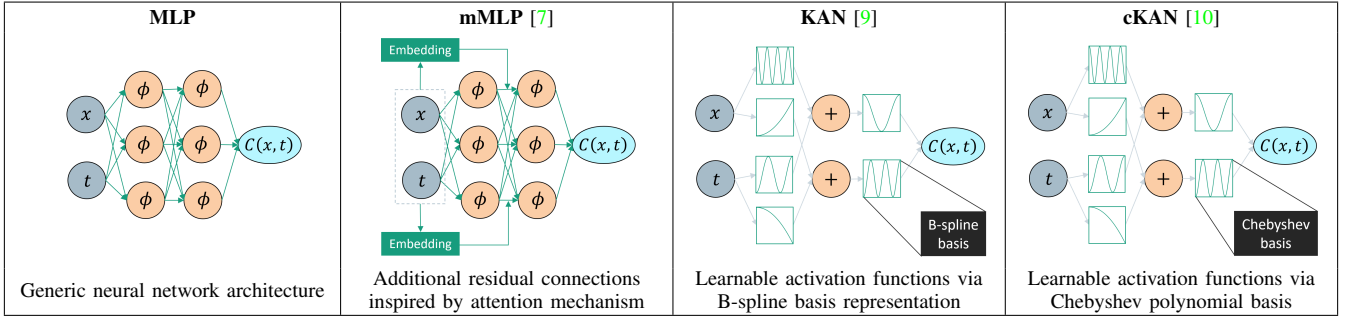 MLP
x
t
ϕ
ϕ
ϕ
ϕ
ϕ
ϕ
C(x, t)
Generic neural network architecture
mMLP [7]
Embedding
x
t
ϕ
ϕ
ϕ
ϕ
ϕ
ϕ
C(x, t)
Embedding
Additional residual connections
inspired by attention mechanism
KAN [9]
x
t
+
+
C(x, t)
B-spline
basis
Learnable activation functions via
B-spline basis representation
cKAN [10]
x
t
+
+
C(x, t)
Chebyshev
basis
Learnable activation functions via
Chebyshev polynomial basis